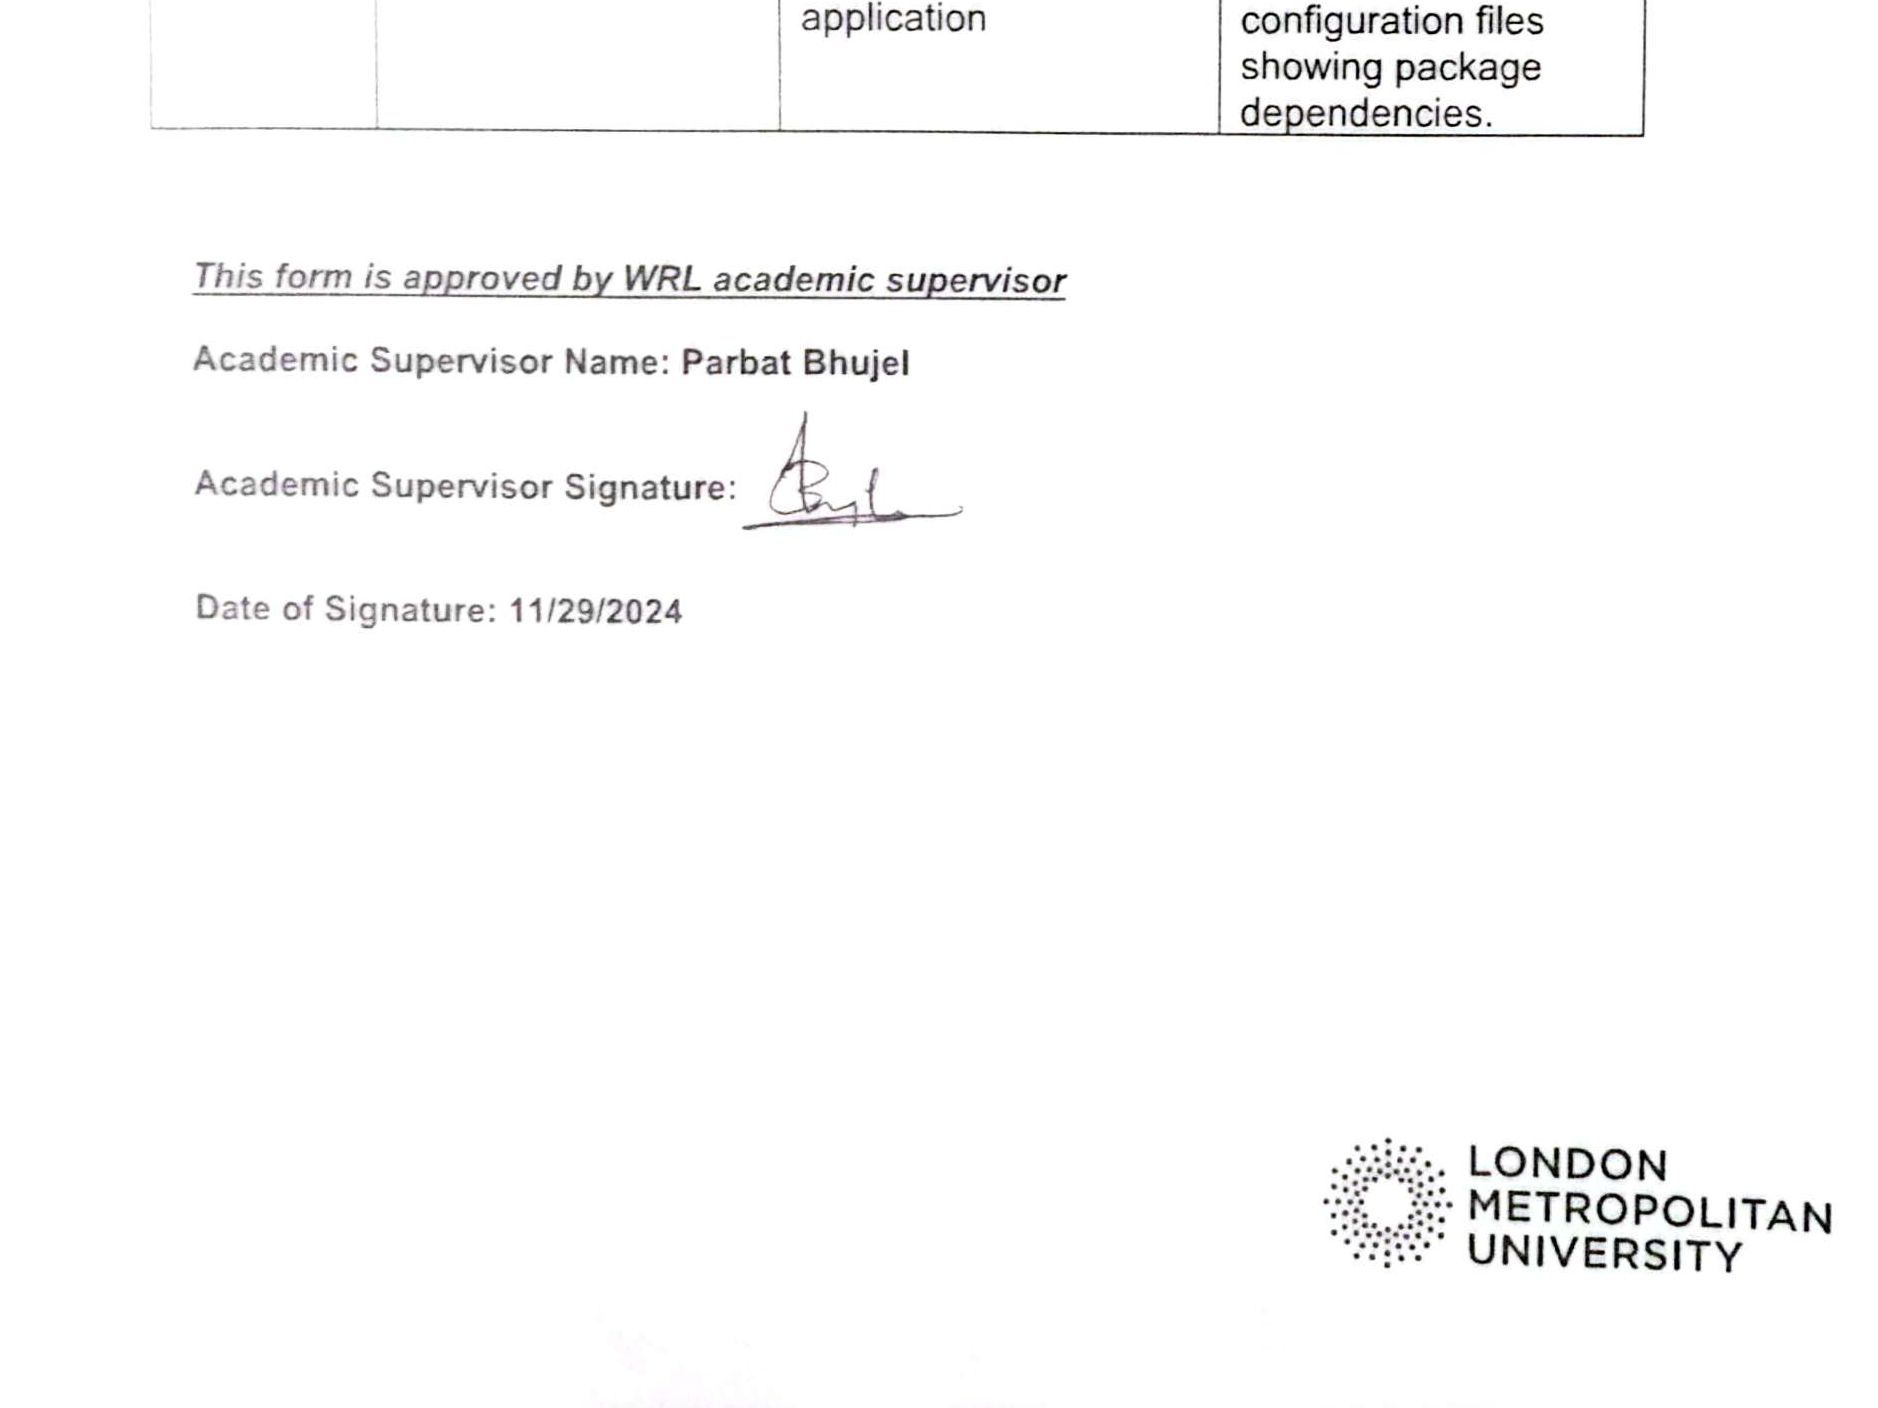 application
configuration files
showing package
dependencies.
This form is approved by WRL academic supervisor
Academic Supervisor Name: Parbat Bhujel
Academic Supervisor Signature:
Date of Signature: 11/29/2024
LONDON
METROPOLITAN
UNIVERSITY